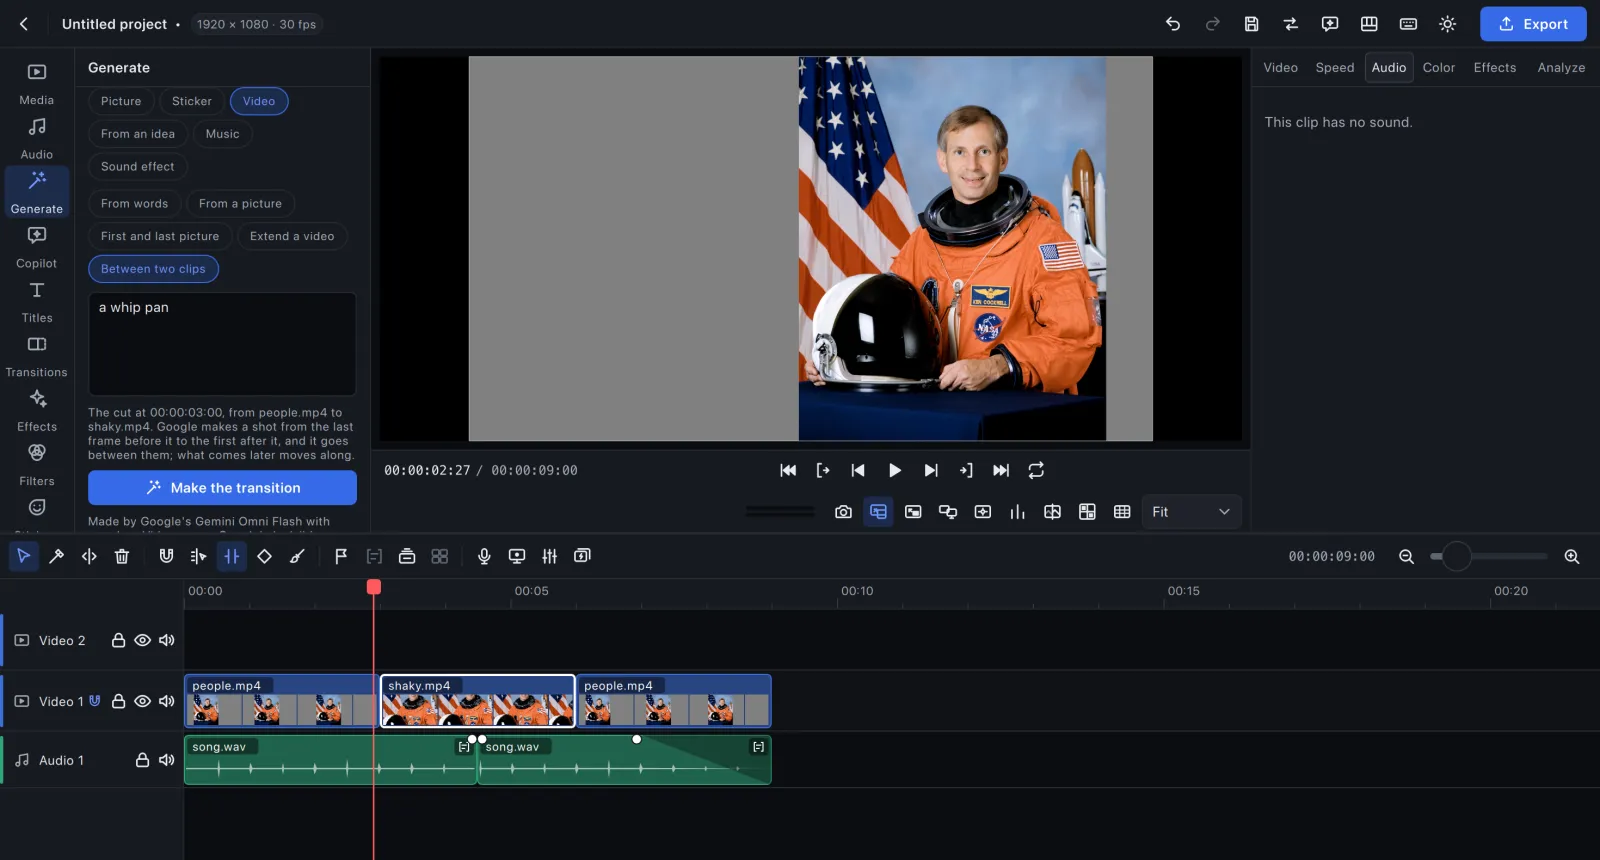 Untitled project •
1920 × 1080 · 30 fps
Export
Media
Audio
Generate
Copilot
Titles
Transitions
Effects
Filters
Generate
Picture
Sticker
Video
From an idea
Music
Sound effect
From words
From a picture
First and last picture
Extend a video
Between two clips
a whip pan
The cut at 00:00:03:00, from people.mp4 to
shaky.mp4. Google makes a shot from the last
frame before it to the first after it, and it goes
between them; what comes later moves along.
Make the transition
Made by Google's Gemini Omni Flash with
NASA
00:00:02:27 / 00:00:09:00
Fit
Video
Speed
Audio
Color
Effects
Analyze
This clip has no sound.
00:00:09:00
00:00
00:05
00:10
00:15
00:20
Video 2
Video 1
people.mp4
shaky.mp4
people.mp4
Audio 1
song.wav
song.wav